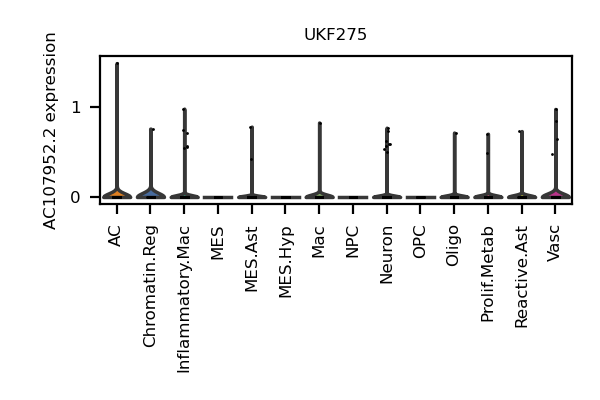 UKF275
AC107952.2 expression
1
0
AC
Chromatin.Reg
Inflammatory.Mac
MES
MES.Ast
MES.Hyp
Mac
NPC
Neuron
OPC
Oligo
Prolif.Metab
Reactive.Ast
Vasc